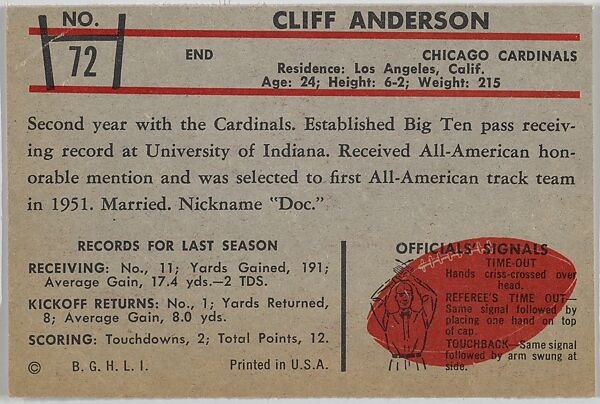 NO.
72
CLIFF ANDERSON
END
CHICAGO CARDINALS
Residence: Los Angeles, Calif.
Age: 24; Height: 6-2; Weight: 215
Second year with the Cardinals. Established Big Ten pass receiv-
ing record at University of Indiana. Received All-American hon-
orable mention and was selected to first All-American track team
in 1951. Married. Nickname "Doc."
RECORDS FOR LAST SEASON
RECEIVING: No., 11; Yards Gained, 191;
Average Gain, 17.4 yds.—2 TDS.
KICKOFF RETURNS: No., 1; Yards Returned,
8; Average Gain, 8.0 yds.
SCORING: Touchdowns, 2; Total Points, 12.
© B. G. H. L. I. Printed in U.S.A.
OFFICIALS' SIGNALS
TIME-OUT
Hands criss-crossed over
head.
REFEREE'S TIME OUT—
Same signal followed by
placing one hand on top
of cap.
TOUCHBACK—Same signal
followed by arm swung at
side.